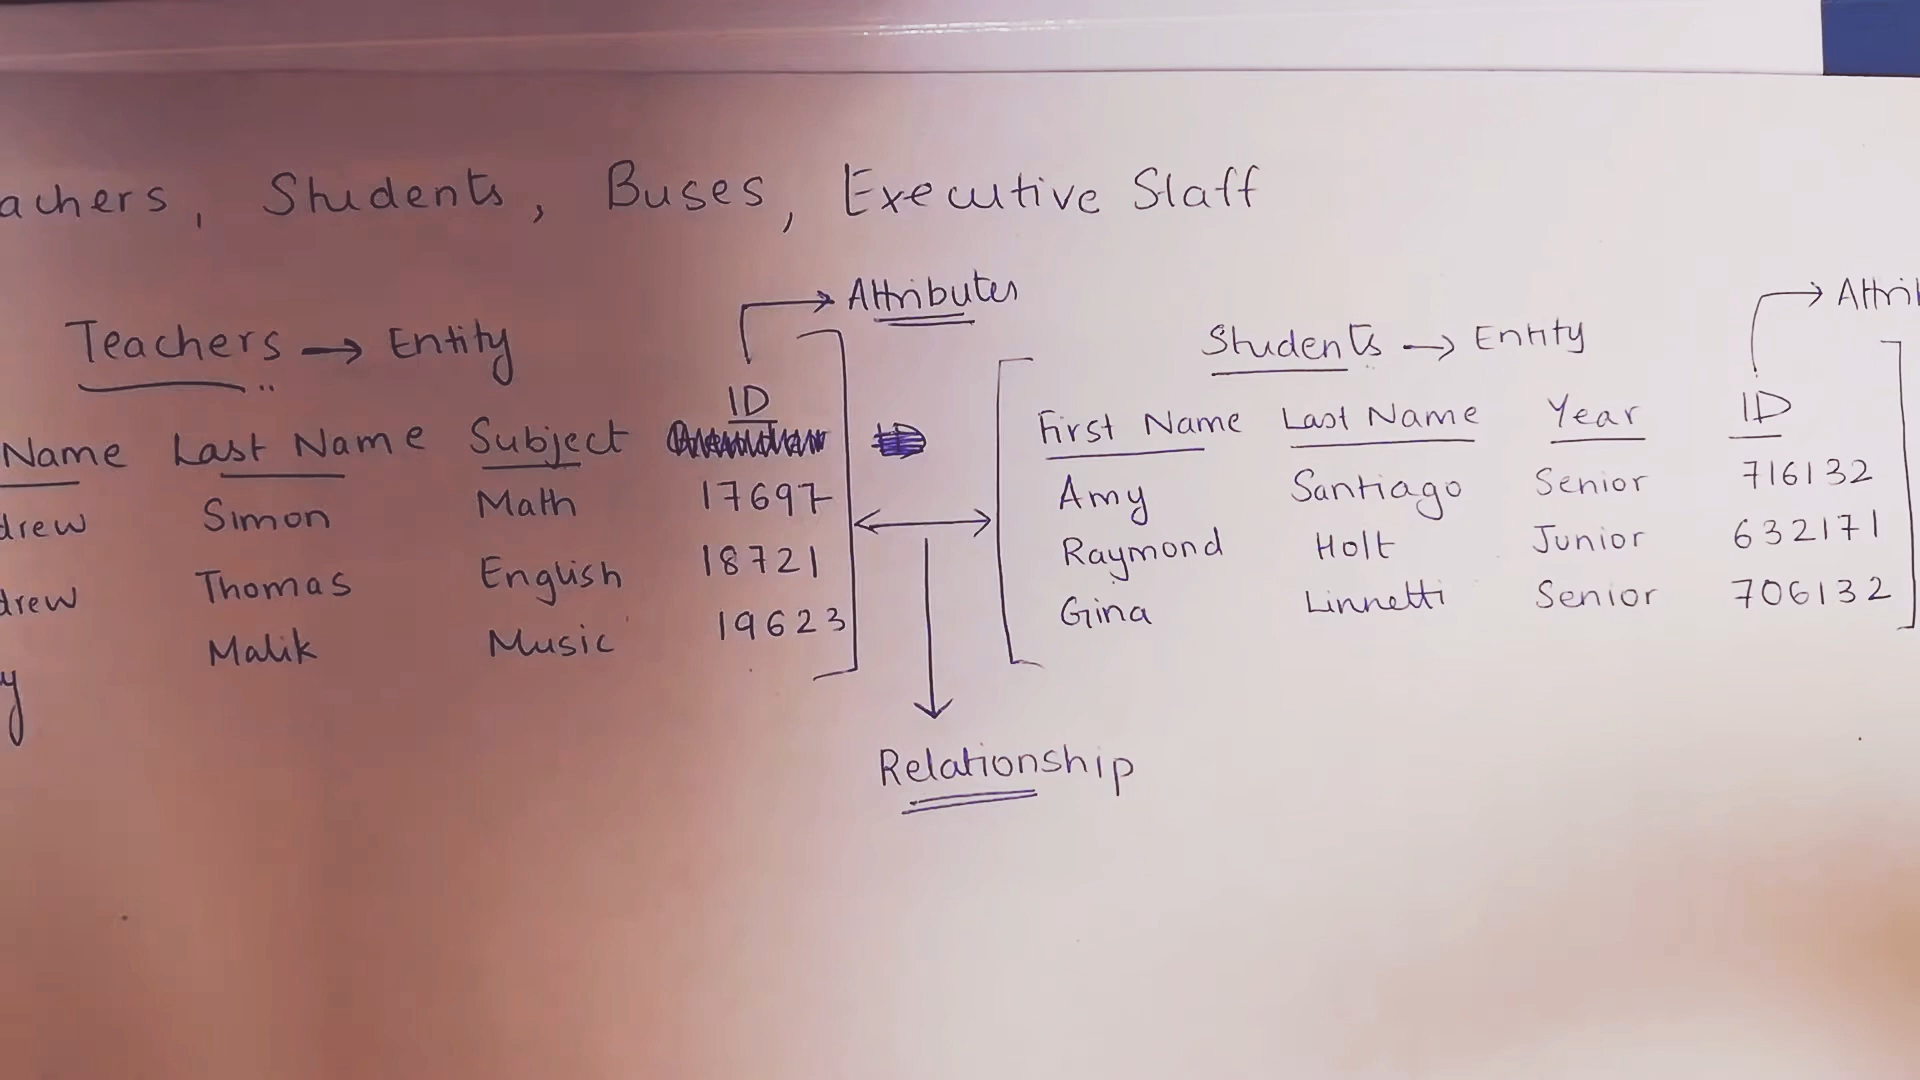 achers, Students, Buses, Executive Staff
Attributes
Teachers → Entity
Students → Entity
Attrib
ID
Name Last Name Subject
First Name Last Name Year ID
drew Simon Math 17697
Amy Santiago Senior 716132
drew Thomas English 18721
Raymond Holt Junior 632171
y Malik Music 19623
Gina Linnetti Senior 706132
Relationship